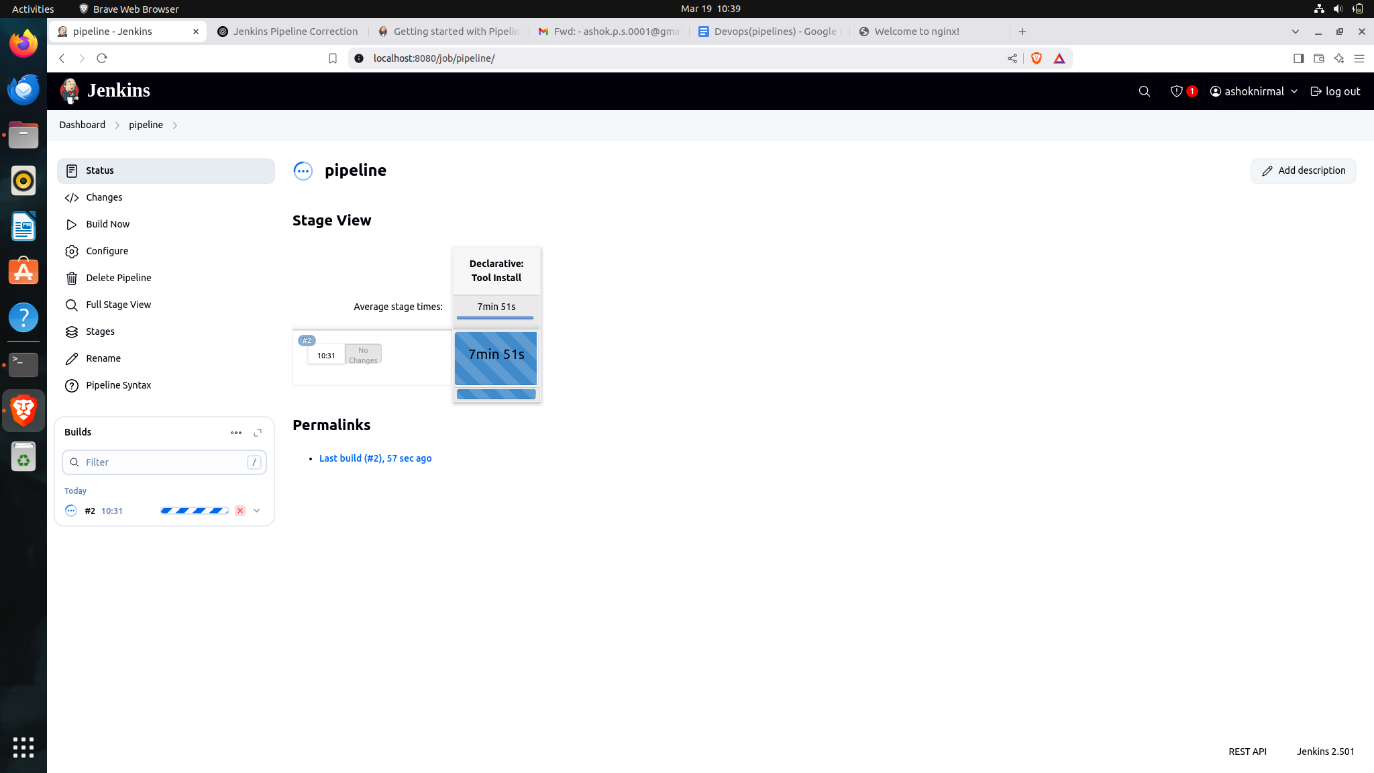 Activities
Brave Web Browser
Mar 19 10:39
pipeline - Jenkins
Jenkins Pipeline Correction
Getting started with Pipelin
Fwd: - ashok.p.s.0001@gma
Devops(pipelines) - Google
Welcome to nginx!
localhost:8080/job/pipeline/
Jenkins
1
ashoknirmal
log out
Dashboard
pipeline
Status
Changes
Build Now
Configure
Delete Pipeline
Full Stage View
Stages
Rename
Pipeline Syntax
Builds
Filter
/
Today
#2 10:31
pipeline
Add description
Stage View
Declarative:
Tool Install
Average stage times:
7min 51s
#2
10:31
No
Changes
7min 51s
Permalinks
Last build (#2), 57 sec ago
REST API
Jenkins 2.501